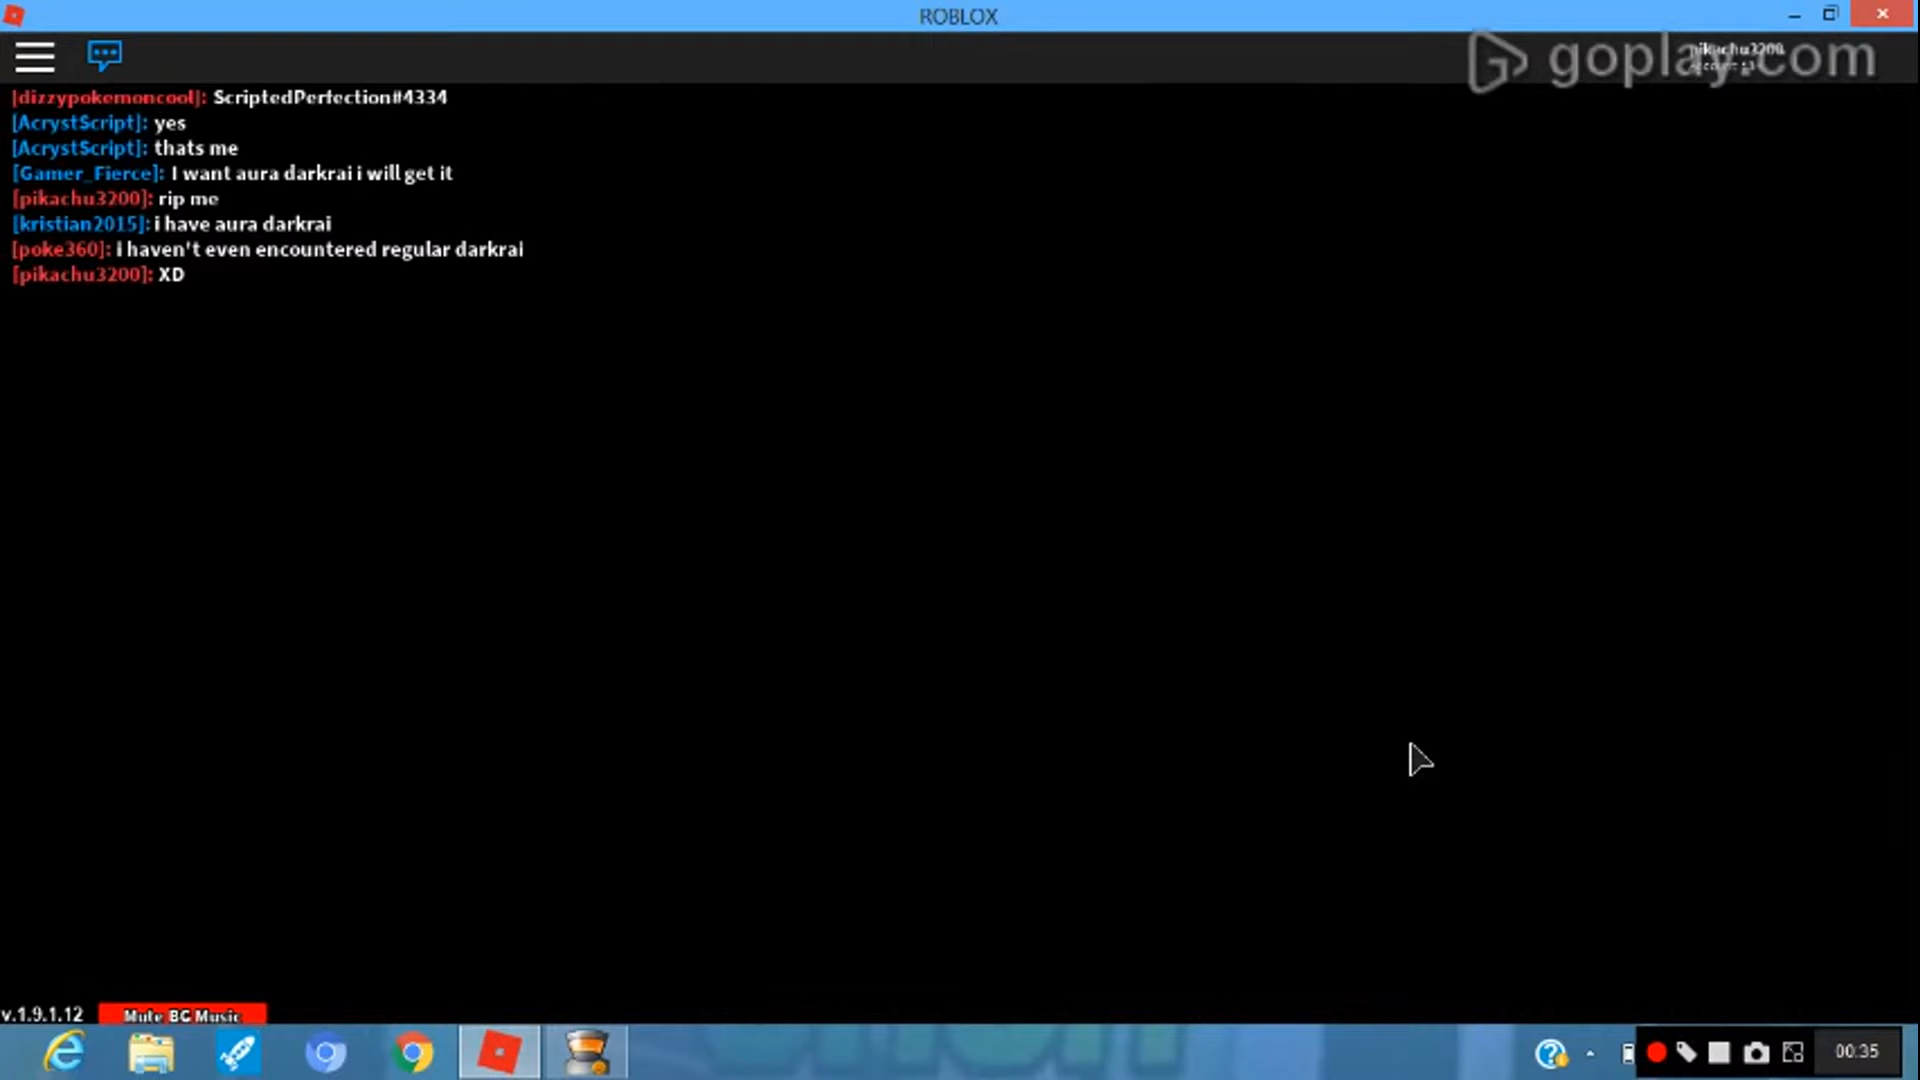 ROBLOX
pikachu3200
goplay.com
[dizzypokemoncool]: ScriptedPerfection#4334
[AcrystScript]: yes
[AcrystScript]: thats me
[Gamer_Fierce]: I want aura darkrai i will get it
[pikachu3200]: rip me
[kristian2015]: i have aura darkrai
[poke360]: i haven't even encountered regular darkrai
[pikachu3200]: XD
v.1.9.1.12
Mute BG Music
00:35